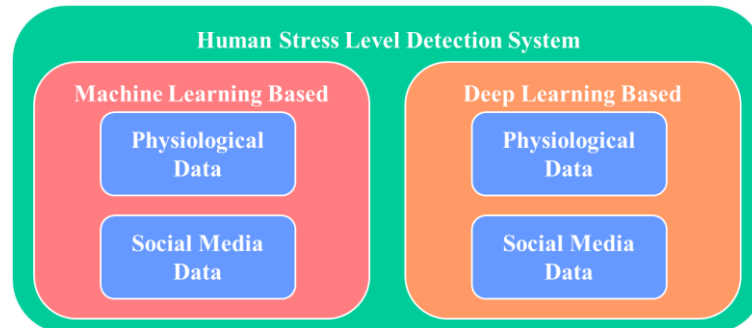 Human Stress Level Detection System
Machine Learning Based
Physiological
Data
Social Media
Data
Deep Learning Based
Physiological
Data
Social Media
Data